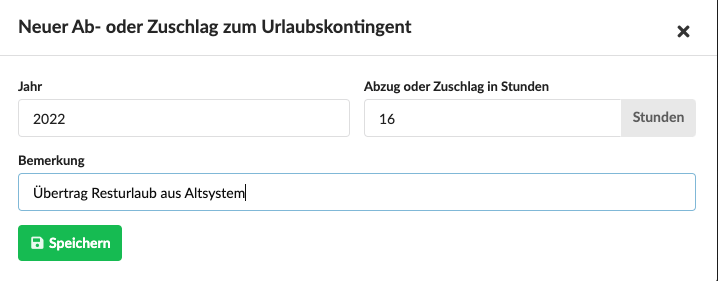 Neuer Ab- oder Zuschlag zum Urlaubskontingent
Jahr
Abzug oder Zuschlag in Stunden
2022
16
Stunden
Bemerkung
Übertrag Resturlaub aus Altsystem
Speichern